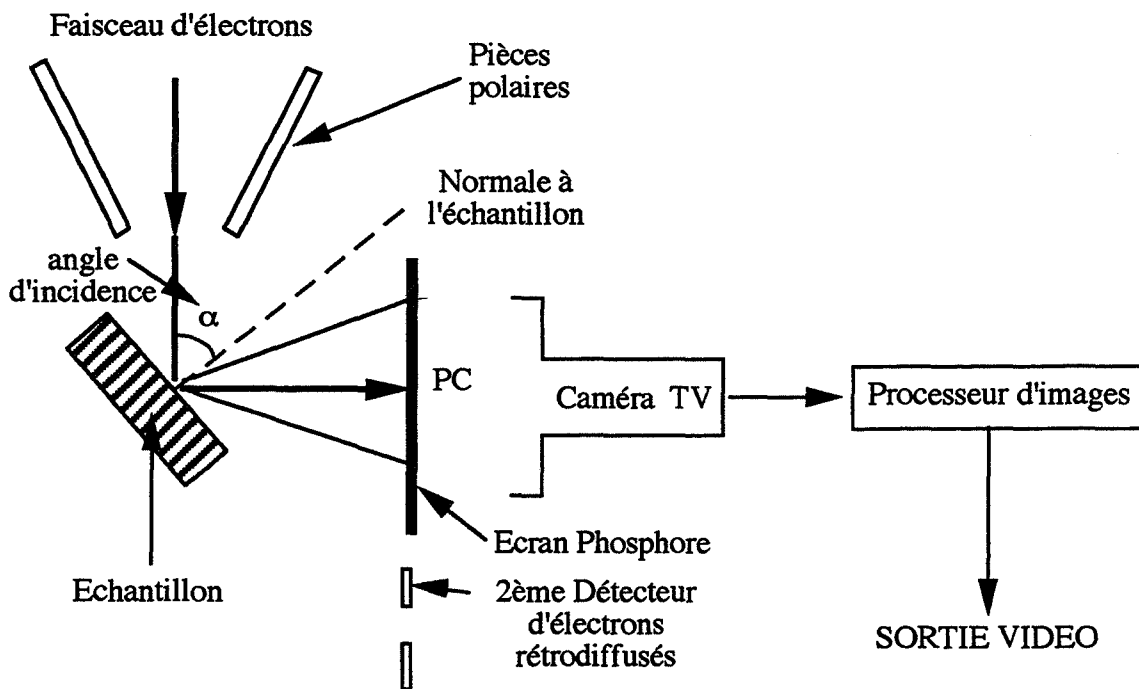 Faisceau d'électrons
Pièces
polaires
Normale à
l'échantillon
angle
d'incidence
α
PC
Caméra TV
Processeur d'images
Ecran Phosphore
Echantillon
2ème Détecteur
d'électrons
rétrodiffusés
SORTIE VIDEO